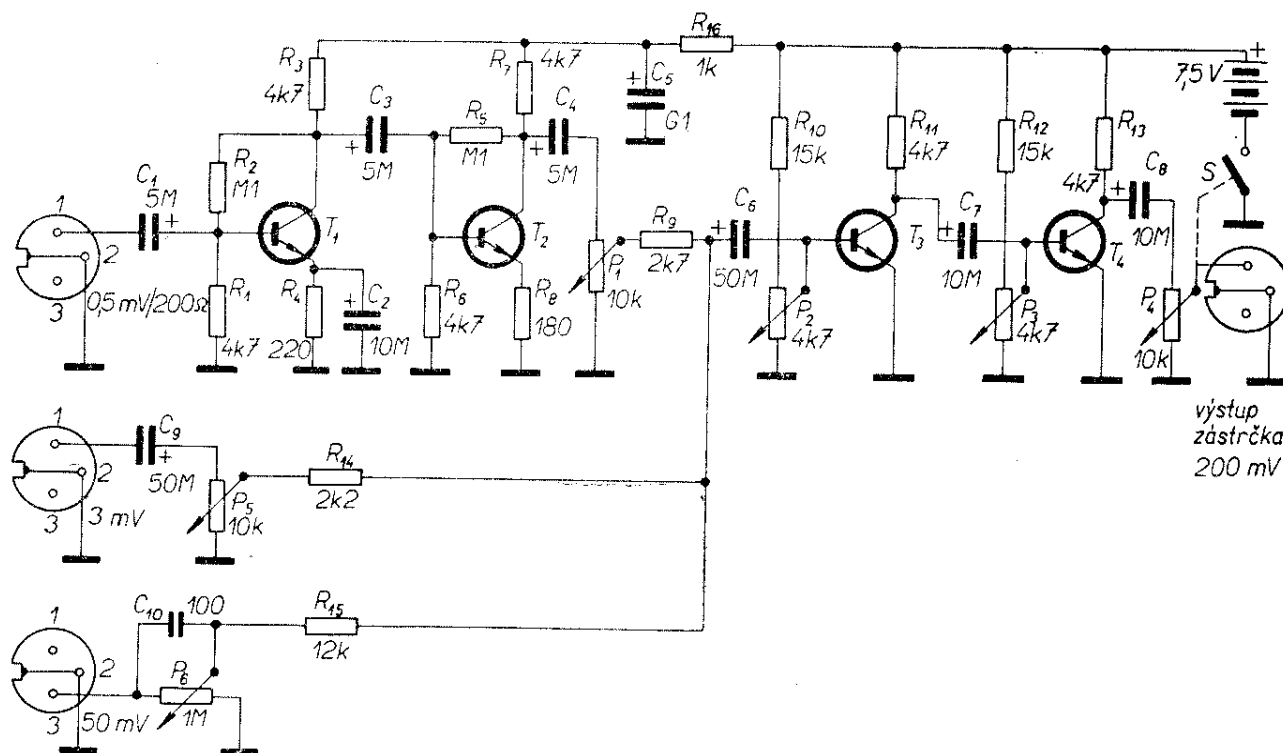 R16
1k
R3
4k7
4k7
R7
+ C5
G1
7,5 V
+
C3
+
5M
R5
M1
C4
+
5M
R10
15k
R11
4k7
R12
15k
R13
4k7
C8
+
10M
S
C1
5M
+
R2
M1
1
2
3
0,5 mV/200Ω
T1
T2
R9
2k7
C6
+
50M
T3
C7
+
10M
T4
R1
4k7
R4
220
C2
+
10M
R6
4k7
R8
180
P1
10k
P2
4k7
P3
4k7
P4
10k
výstup
zástrčka
200 mV
1
2
3
3 mV
C9
+
50M
P5
10k
R14
2k2
1
2
3
50 mV
C10
100
P6
1M
R15
12k